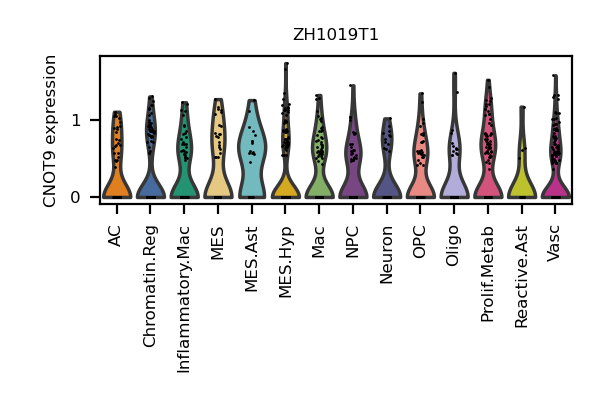 ZH1019T1
CNOT9 expression
1
0
AC
Chromatin.Reg
Inflammatory.Mac
MES
MES.Ast
MES.Hyp
Mac
NPC
Neuron
OPC
Oligo
Prolif.Metab
Reactive.Ast
Vasc